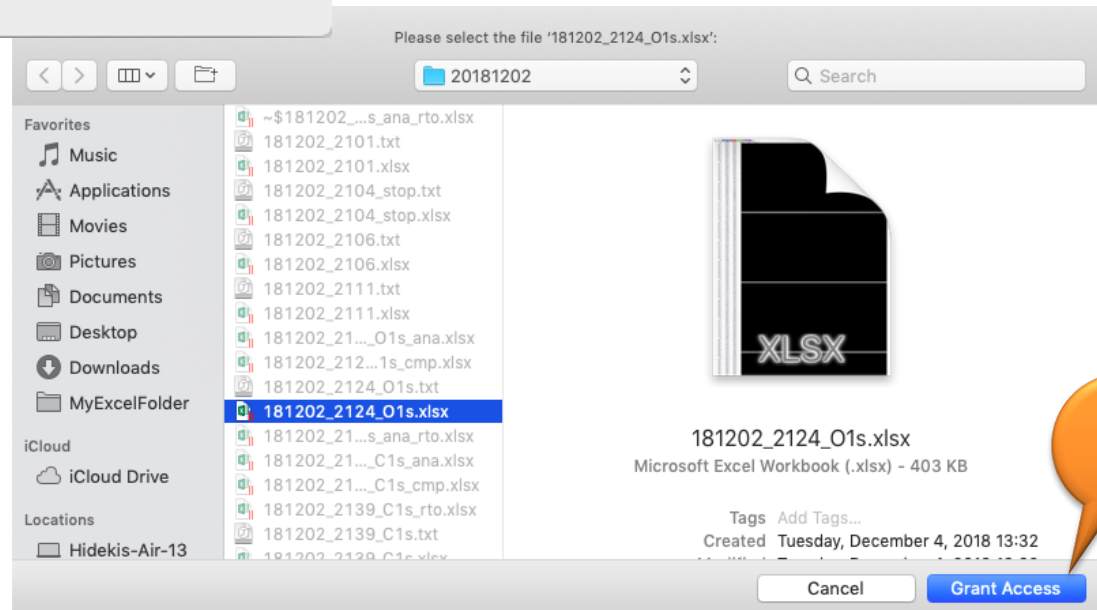 Please select the file '181202_2124_O1s.xlsx':
20181202
Search
Favorites
Music
Applications
Movies
Pictures
Documents
Desktop
Downloads
MyExcelFolder
iCloud
iCloud Drive
Locations
Hidekis-Air-13
~$181202_...s_ana_rto.xlsx
181202_2101.txt
181202_2101.xlsx
181202_2104_stop.txt
181202_2104_stop.xlsx
181202_2106.txt
181202_2106.xlsx
181202_2111.txt
181202_2111.xlsx
181202_21..._O1s_ana.xlsx
181202_212...1s_cmp.xlsx
181202_2124_O1s.txt
181202_2124_O1s.xlsx
181202_21...s_ana_rto.xlsx
181202_21..._C1s_ana.xlsx
181202_21..._C1s_cmp.xlsx
181202_2139_C1s_rto.xlsx
181202_2139_C1s.txt
181202_2139_C1s.xlsx
XLSX
181202_2124_O1s.xlsx
Microsoft Excel Workbook (.xlsx) - 403 KB
Tags Add Tags...
Created Tuesday, December 4, 2018 13:32
Cancel
Grant Access